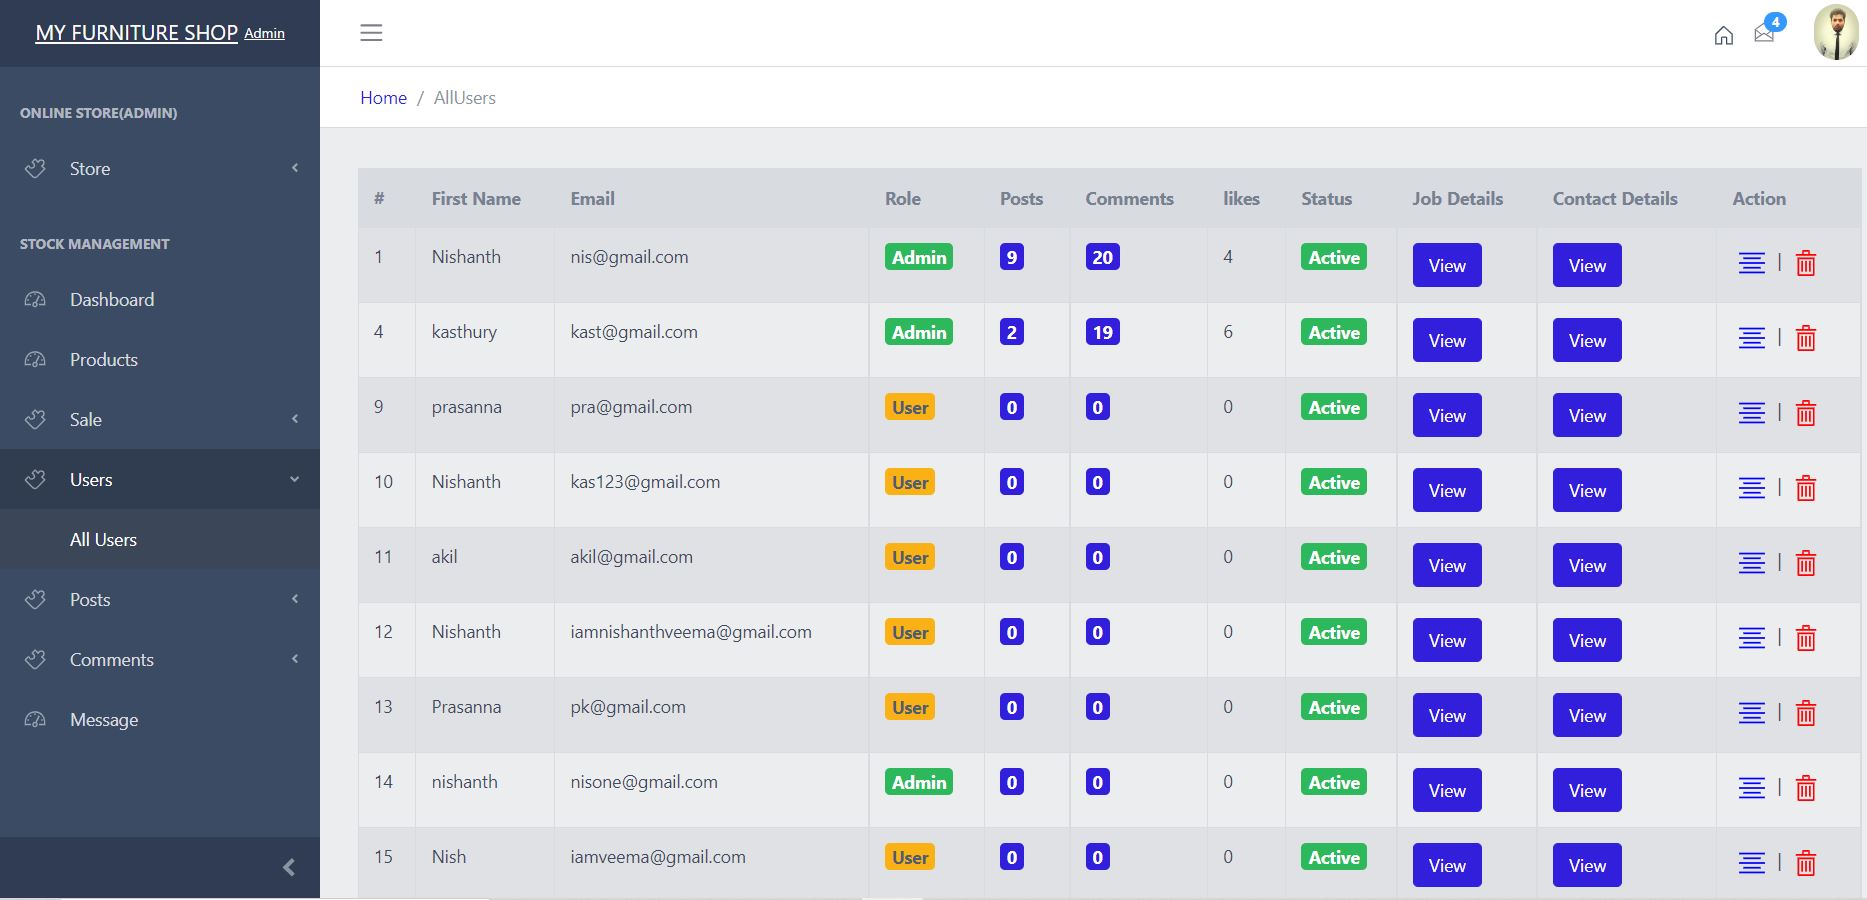 MY FURNITURE SHOP Admin
4
Home / AllUsers
ONLINE STORE(ADMIN)
Store
STOCK MANAGEMENT
Dashboard
Products
Sale
Users
All Users
Posts
Comments
Message
# First Name Email Role Posts Comments likes Status Job Details Contact Details Action
1 Nishanth nis@gmail.com Admin 9 20 4 Active View View |
4 kasthury kast@gmail.com Admin 2 19 6 Active View View |
9 prasanna pra@gmail.com User 0 0 0 Active View View |
10 Nishanth kas123@gmail.com User 0 0 0 Active View View |
11 akil akil@gmail.com User 0 0 0 Active View View |
12 Nishanth iamnishanthveema@gmail.com User 0 0 0 Active View View |
13 Prasanna pk@gmail.com User 0 0 0 Active View View |
14 nishanth nisone@gmail.com Admin 0 0 0 Active View View |
15 Nish iamveema@gmail.com User 0 0 0 Active View View |